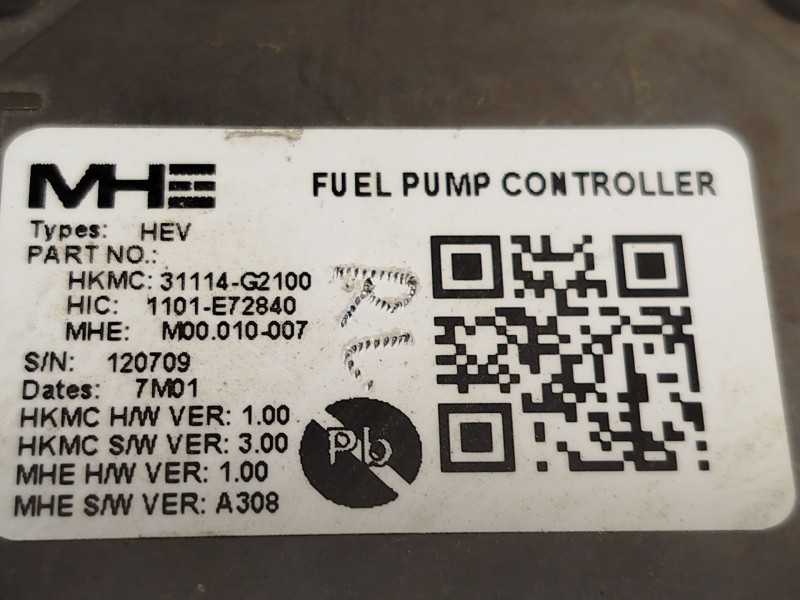 MHE
FUEL PUMP CONTROLLER
Types: HEV
PART NO.:
HKMC: 31114-G2100
HIC: 1101-E72840
MHE: M00.010-007
S/N: 120709
Dates: 7M01
HKMC H/W VER: 1.00
HKMC S/W VER: 3.00
MHE H/W VER: 1.00
MHE S/W VER: A308
Pb